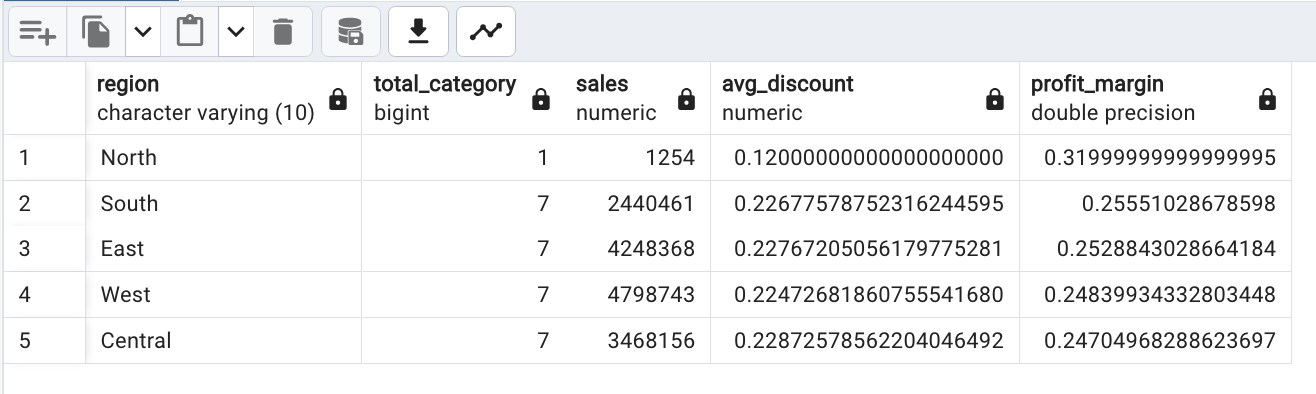 region total_category sales avg_discount profit_margin
character varying (10) bigint numeric numeric double precision
1 North 1 1254 0.12000000000000000000 0.31999999999999995
2 South 7 2440461 0.22677578752316244595 0.25551028678598
3 East 7 4248368 0.22767205056179775281 0.2528843028664184
4 West 7 4798743 0.22472681860755541680 0.24839934332803448
5 Central 7 3468156 0.22872578562204046492 0.24704968288623697